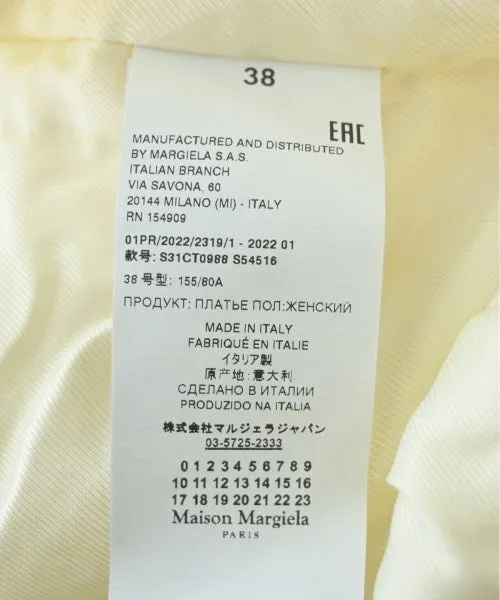 38
EAC
MANUFACTURED AND DISTRIBUTED
BY MARGIELA S.A.S.
ITALIAN BRANCH
VIA SAVONA, 60
20144 MILANO (MI) - ITALY
RN 154909
01PR/2022/2319/1 - 2022 01
款号: S31CT0988 S54516
38 号型: 155/80A
ПРОДУКТ: ПЛАТЬЕ ПОЛ:ЖЕНСКИЙ
MADE IN ITALY
FABRIQUÉ EN ITALIE
イタリア製
原产地:意大利
СДЕЛАНО В ИТАЛИИ
PRODUZIDO NA ITALIA
株式会社マルジェラジャパン
03-5725-2333
0 1 2 3 4 5 6 7 8 9
10 11 12 13 14 15 16
17 18 19 20 21 22 23
Maison Margiela
PARIS